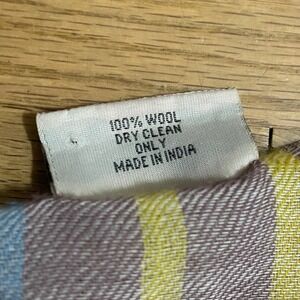 100% WOOL
DRY CLEAN
ONLY
MADE IN INDIA